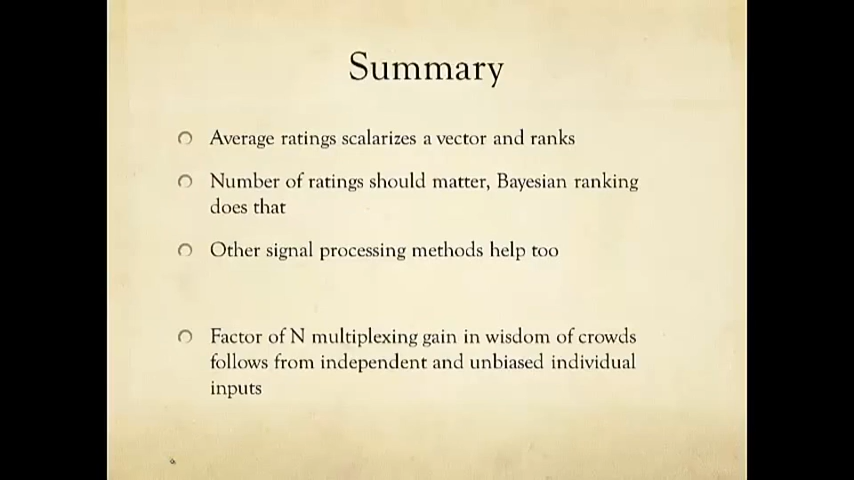 Summary
Average ratings scalarizes a vector and ranks
Number of ratings should matter, Bayesian ranking
does that
Other signal processing methods help too
Factor of N multiplexing gain in wisdom of crowds
follows from independent and unbiased individual
inputs